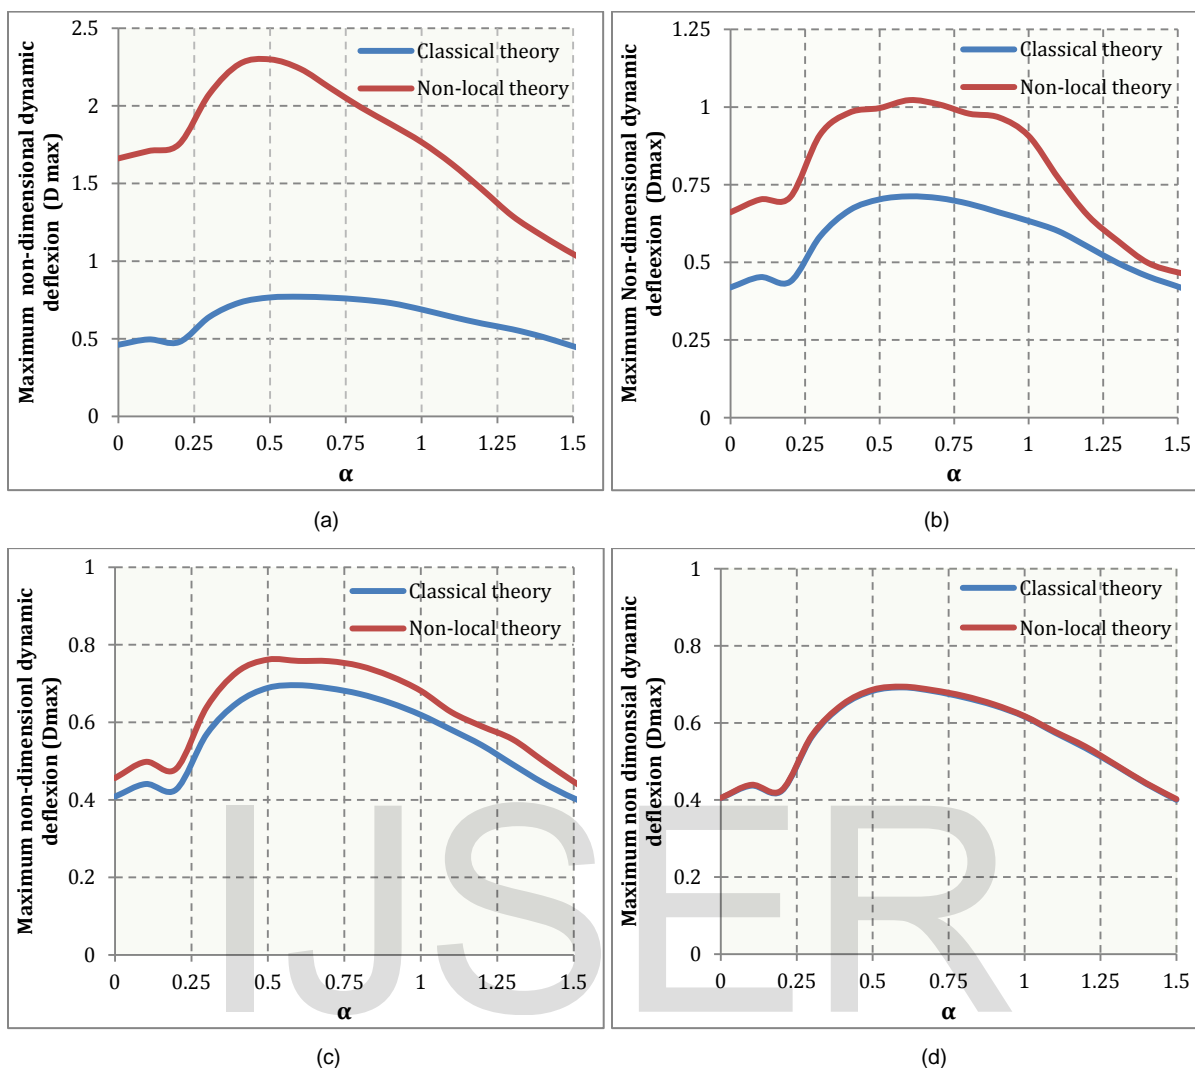 Maximum non-dimensional dynamic
deflexion (D max)
2.5
2
1.5
1
0.5
0
Classical theory
Non-local theory
0 0.25 0.5 0.75 1 1.25 1.5
α
(a)
Maximum Non-dimensional dynamic
defleexion (Dmax)
1.25
1
0.75
0.5
0.25
0
Classical theory
Non-local theory
0 0.25 0.5 0.75 1 1.25 1.5
α
(b)
Maximum non-dimensionl dynamic
deflexion (Dmax)
1
0.8
0.6
0.4
0.2
0
Classical theory
Non-local theory
0 0.25 0.5 0.75 1 1.25 1.5
α
(c)
Maximum non dimonsial dynamic
deflexion (Dmax)
1
0.8
0.6
0.4
0.2
0
Classical theory
Non-local theory
0 0.25 0.5 0.75 1 1.25 1.5
α
(d)
IJSER